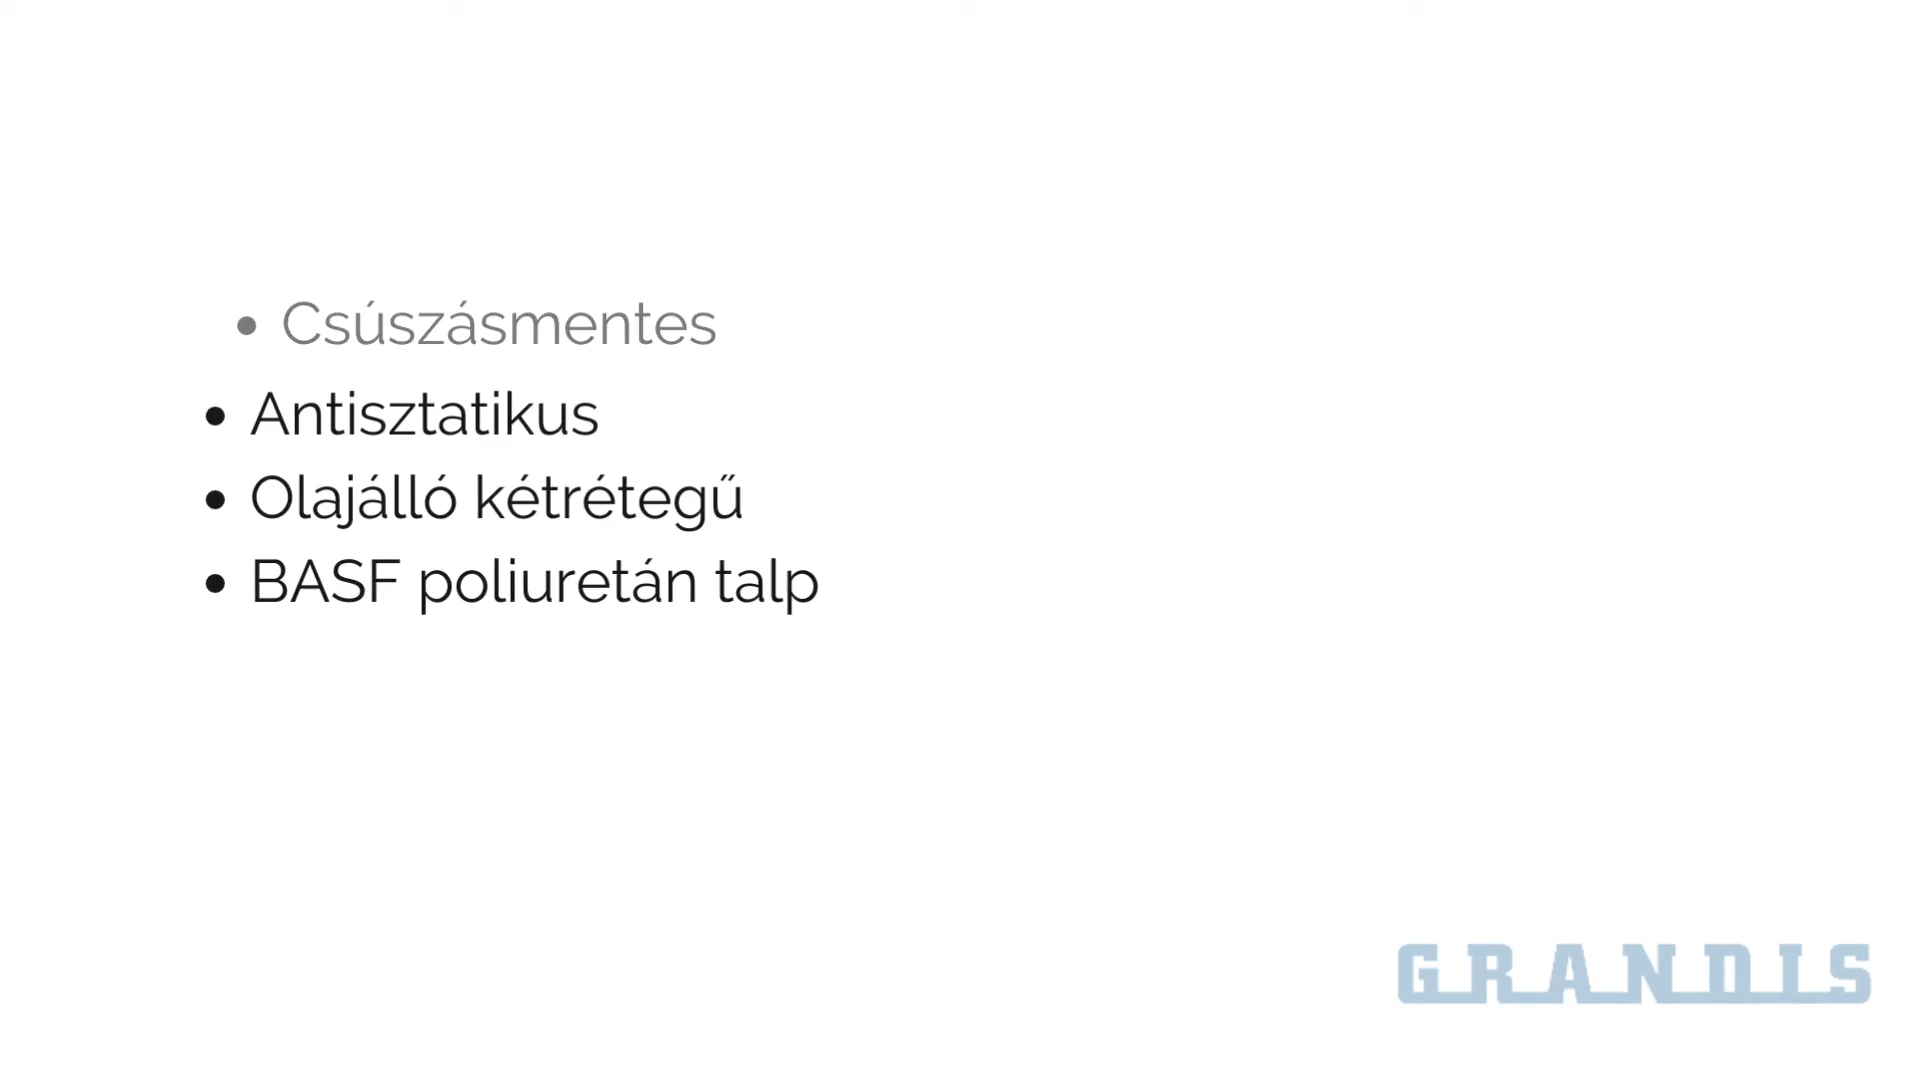 • Csúszásmentes
• Antisztatikus
• Olajálló kétrétegű
• BASF poliuretán talp
GRANDIS